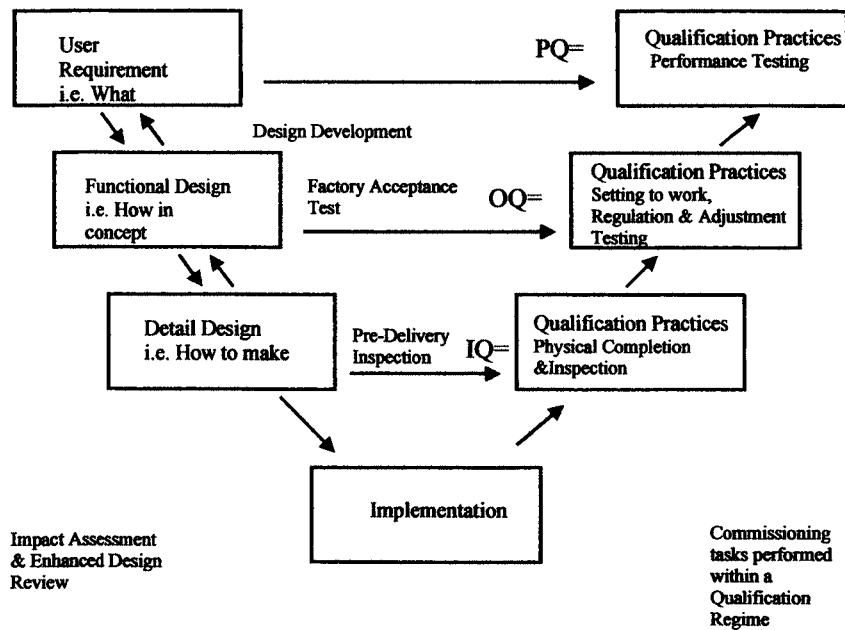 User
Requirement
i.e. What
PQ=
Qualification Practices
Performance Testing
Design Development
Functional Design
i.e. How in
concept
Factory Acceptance
Test
OQ=
Qualification Practices
Setting to work,
Regulation & Adjustment
Testing
Detail Design
i.e. How to make
Pre-Delivery
Inspection
IQ=
Qualification Practices
Physical Completion
&Inspection
Implementation
Impact Assessment
& Enhanced Design
Review
Commissioning
tasks performed
within a
Qualification
Regime